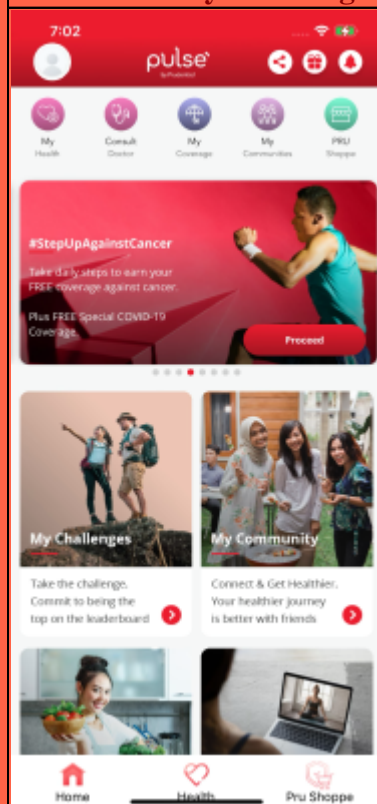 7:02
pulse
by Prudential
My
Health
Consult
Doctor
My
Coverage
My
Communities
PRU
Shoppe
#StepUpAgainstCancer
Take daily steps to earn your
FREE coverage against cancer.
Plus FREE Special COVID-19
Coverage.
Proceed
My Challenges
My Community
Take the challenge.
Commit to being the
top on the leaderboard
Connect & Get Healthier.
Your healthier journey
is better with friends
Home
Health
Pru Shoppe